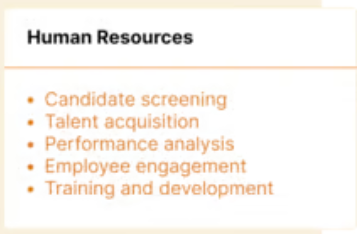 Human Resources
• Candidate screening
• Talent acquisition
• Performance analysis
• Employee engagement
• Training and development